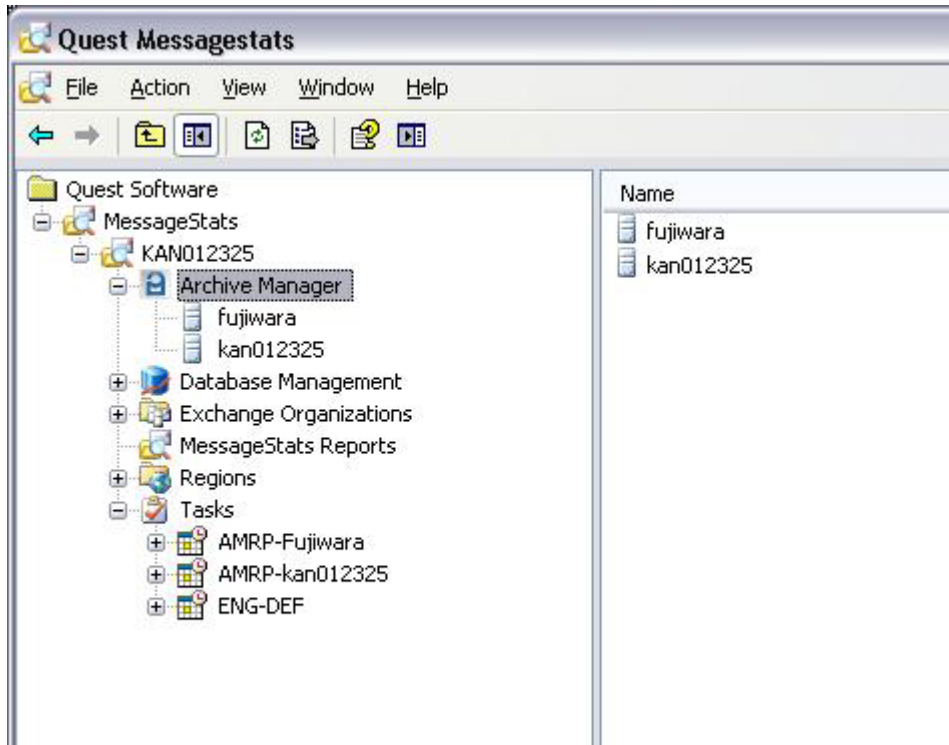 Quest Messagestats
File Action View Window Help
Quest Software
MessageStats
KAN012325
Archive Manager
fujiwara
kan012325
Database Management
Exchange Organizations
MessageStats Reports
Regions
Tasks
AMRP-Fujiwara
AMRP-kan012325
ENG-DEF
Name
fujiwara
kan012325